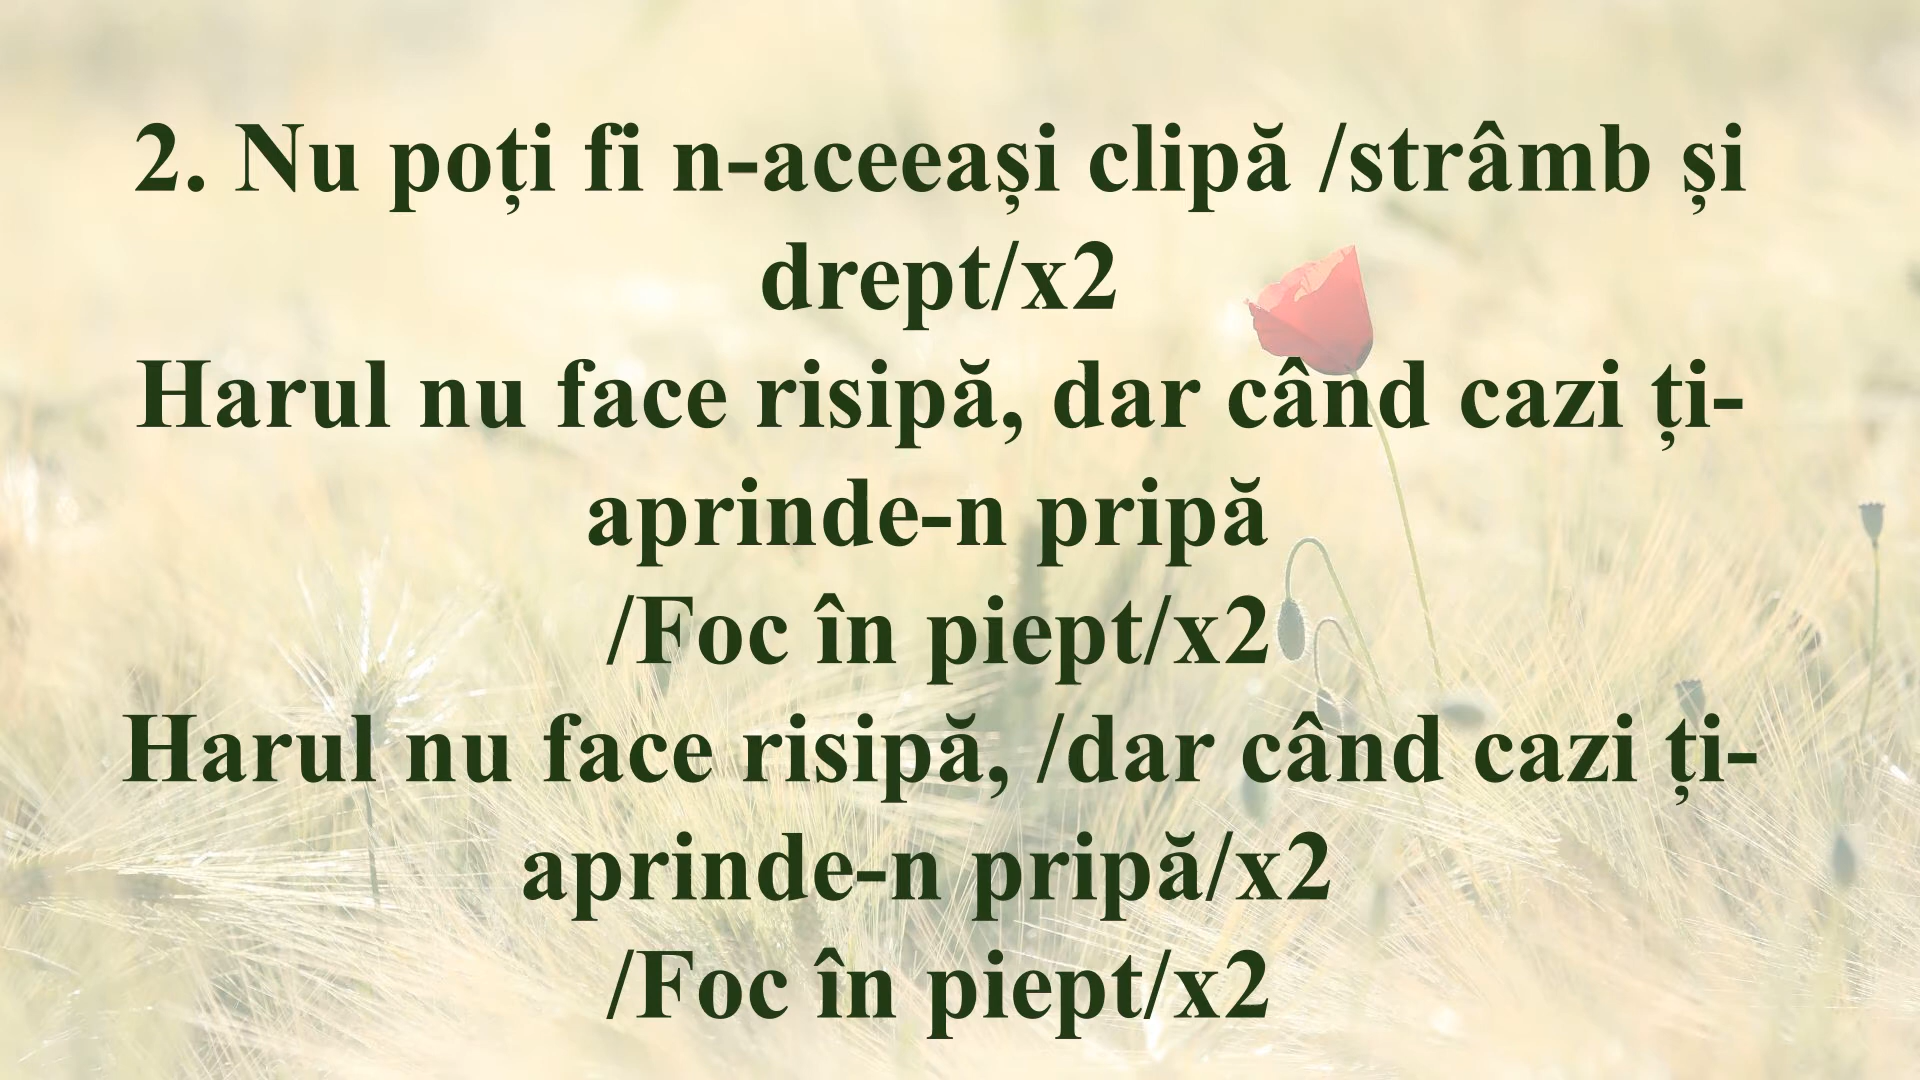 2. Nu poți fi n-aceeași clipă /strâmb și
drept/x2
Harul nu face risipă, dar când cazi ți-
aprinde-n pripă
/Foc în piept/x2
Harul nu face risipă, /dar când cazi ți-
aprinde-n pripă/x2
/Foc în piept/x2